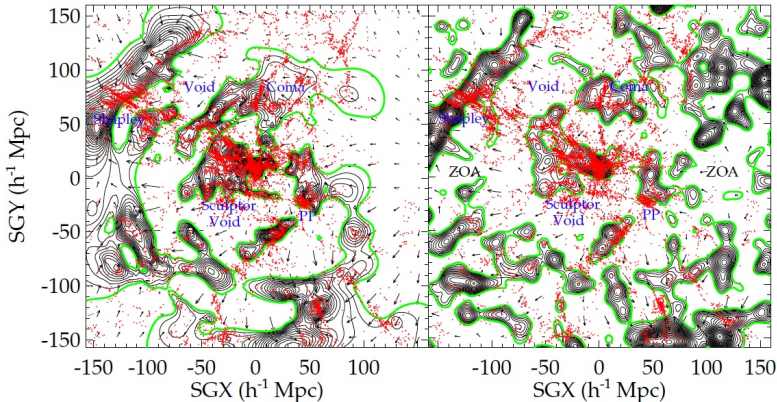 150
100
50
0
-50
-100
-150
SGY (h⁻¹ Mpc)
Void
Coma
Shapley
Sculptor
Void
PP
-150 -100 -50 0 50 100
SGX (h⁻¹ Mpc)
Void
Coma
Shapley
ZOA
ZOA
Sculptor
Void
PP
-100 -50 0 50 100 150
SGX (h⁻¹ Mpc)